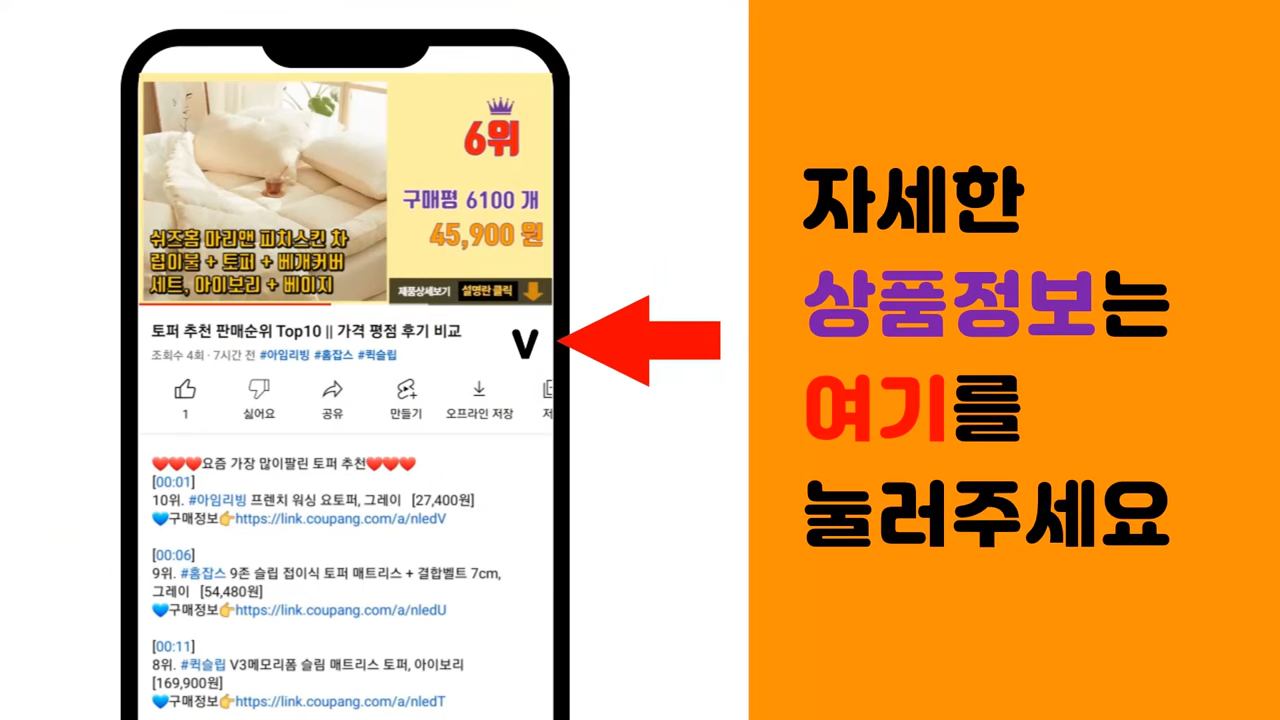 6위
구매평 6100 개
45,900 원
쉬즈홈 마리앤 피치스킨 차
렵이불 + 토퍼 + 베개커버
세트, 아이보리 + 베이지
제품상세보기 설명란 클릭
토퍼 추천 판매순위 Top10 || 가격 평점 후기 비교
V
조회수 4회 · 7시간 전 #아임리빙 #홈잡스 #퀵슬립
1 싫어요 공유 만들기 오프라인 저장 저
❤❤❤요즘 가장 많이팔린 토퍼 추천❤❤❤
[00:01]
10위. #아임리빙 프렌치 워싱 요토퍼, 그레이 [27,400원]
💙구매정보👉https://link.coupang.com/a/nledV
[00:06]
9위. #홈잡스 9존 슬립 접이식 토퍼 매트리스 + 결합벨트 7cm,
그레이 [54,480원]
💙구매정보👉https://link.coupang.com/a/nledU
[00:11]
8위. #퀵슬립 V3메모리폼 슬림 매트리스 토퍼, 아이보리
[169,900원]
💙구매정보👉https://link.coupang.com/a/nledT
자세한
상품정보는
여기를
눌러주세요